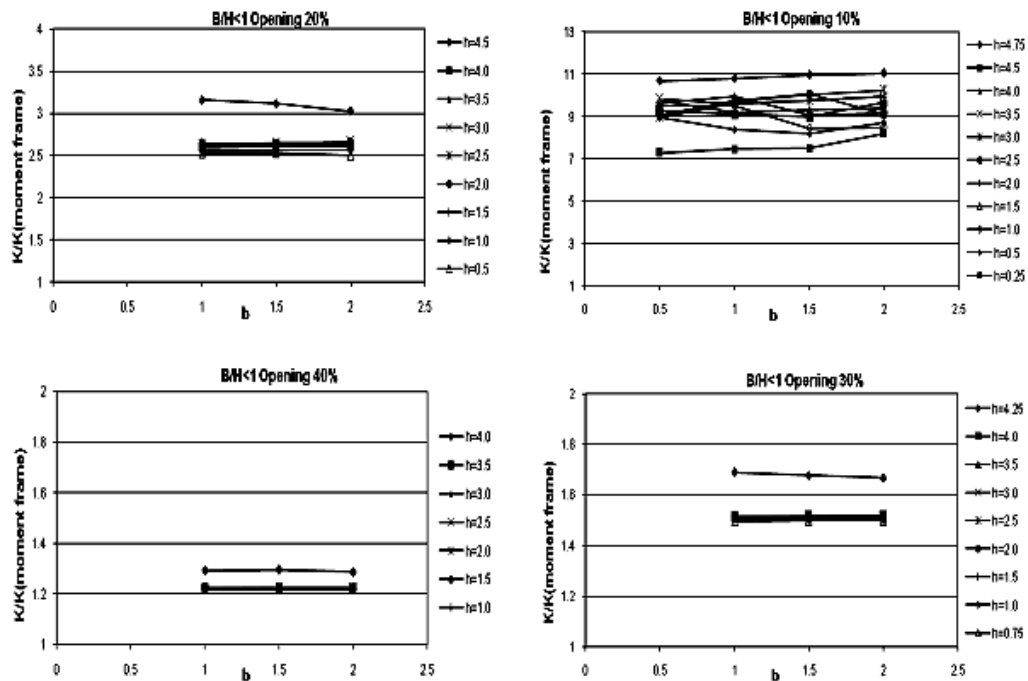 B/H<1 Opening 20%
K/K(moment frame)
4
3.5
3
2.5
2
1.5
1
0 0.5 1 1.5 2 2.5
b
h=4.5
h=4.0
h=3.5
h=3.0
h=2.5
h=2.0
h=1.5
h=1.0
h=0.5
B/H<1 Opening 10%
K/K(moment frame)
13
11
9
7
5
3
1
0 0.5 1 1.5 2 2.5
b
h=4.75
h=4.5
h=4.0
h=3.5
h=3.0
h=2.5
h=2.0
h=1.5
h=1.0
h=0.5
h=0.25
B/H<1 Opening 40%
K/K(moment frame)
2
1.8
1.6
1.4
1.2
1
0 0.5 1 1.5 2 2.5
b
h=4.0
h=3.5
h=3.0
h=2.5
h=2.0
h=1.5
h=1.0
B/H<1 Opening 30%
K/K(moment frame)
2
1.8
1.6
1.4
1.2
1
0 0.5 1 1.5 2 2.5
b
h=4.25
h=4.0
h=3.5
h=3.0
h=2.5
h=2.0
h=1.5
h=1.0
h=0.75